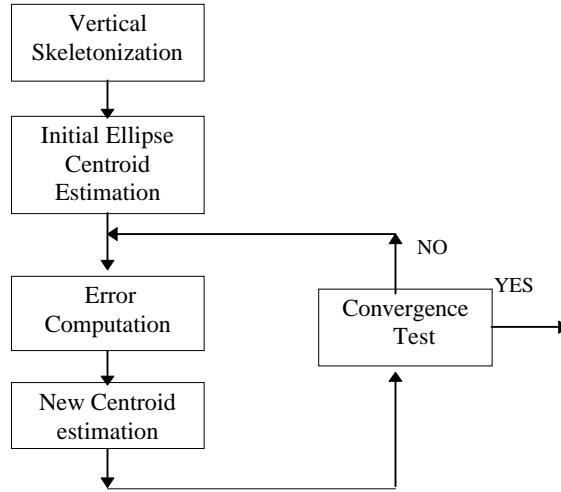 Vertical
Skeletonization
Initial Ellipse
Centroid
Estimation
NO
YES
Error
Computation
Convergence
Test
New Centroid
estimation